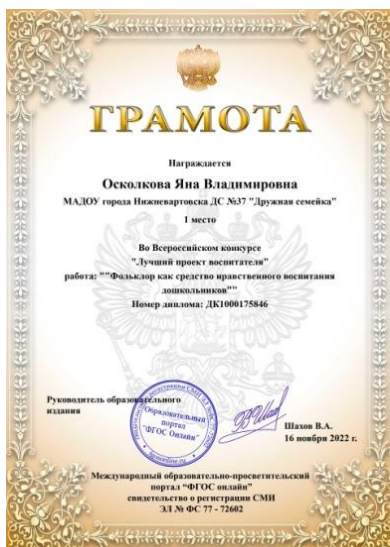 ГРАМОТА
Награждается
Осколкова Яна Владимировна
МАДОУ города Нижневартовска ДС №37 "Дружная семейка"
1 место
Во Всероссийском конкурсе
"Лучший проект воспитателя"
работа: ""Фольклор как средство нравственного воспитания
дошкольников""
Номер диплома: ДК1000175846
Руководитель образовательного
издания
Образовательный
портал
"ФГОС Онлайн"
Шахов В.А.
16 ноября 2022 г.
Международный образовательно-просветительский
портал "ФГОС онлайн"
свидетельство о регистрации СМИ
ЭЛ № ФС 77 - 72602